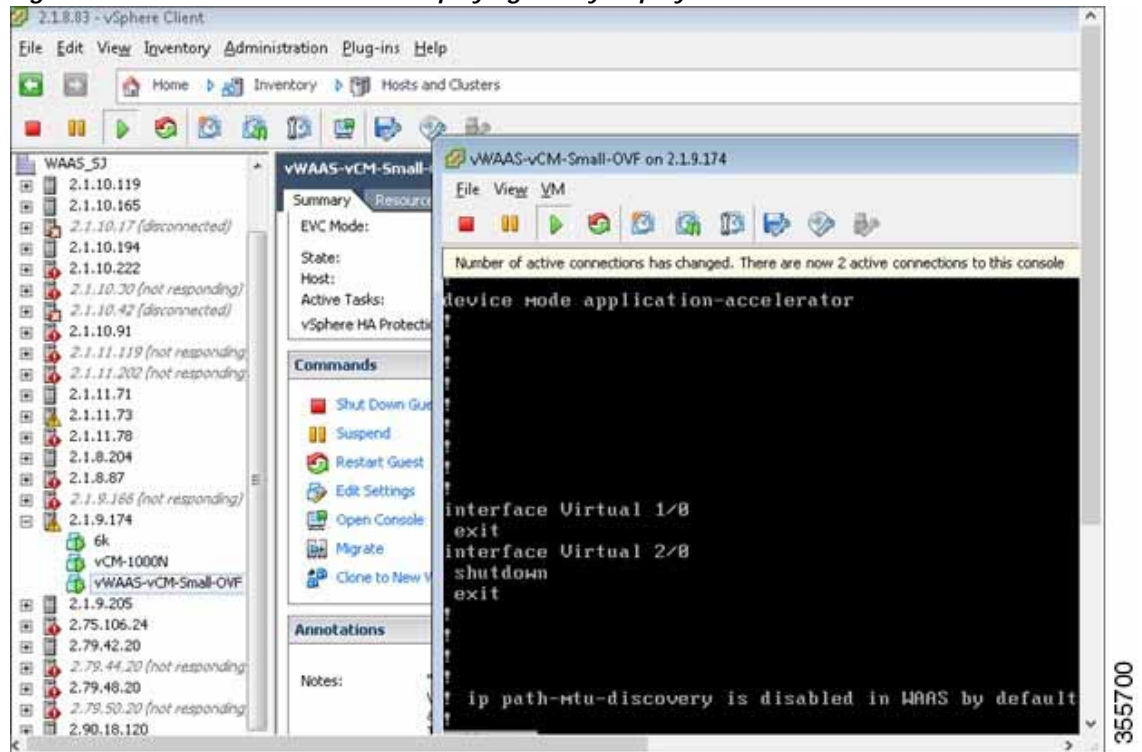 2.1.8.83 - vSphere Client
File Edit View Inventory Administration Plug-ins Help
Home Inventory Hosts and Clusters
WAAS_SJ
2.1.10.119
2.1.10.165
2.1.10.17 (disconnected)
2.1.10.194
2.1.10.222
2.1.10.30 (not responding)
2.1.10.42 (disconnected)
2.1.10.91
2.1.11.119 (not responding
2.1.11.202 (not responding
2.1.11.71
2.1.11.73
2.1.11.78
2.1.8.204
2.1.8.87
2.1.9.166 (not responding)
2.1.9.174
6k
vCM-1000N
vWAAS-vCM-Small-OVF
2.1.9.205
2.75.106.24
2.79.42.20
2.79.44.20 (not responding
2.79.48.20
2.79.50.20 (not responding
2.90.18.120
vWAAS-vCM-Small-
Summary Resource
EVC Mode:
State:
Host:
Active Tasks:
vSphere HA Protectio
Commands
Shut Down Gue
Suspend
Restart Guest
Edit Settings
Open Console
Migrate
Clone to New V
Annotations
Notes:
vWAAS-vCM-Small-OVF on 2.1.9.174
File View VM
Number of active connections has changed. There are now 2 active connections to this console
device mode application-accelerator
!
!
!
!
!
!
!
!
!
interface Virtual 1/0
exit
interface Virtual 2/0
shutdown
exit
!
!
!
! ip path-mtu-discovery is disabled in WAAS by default
355700